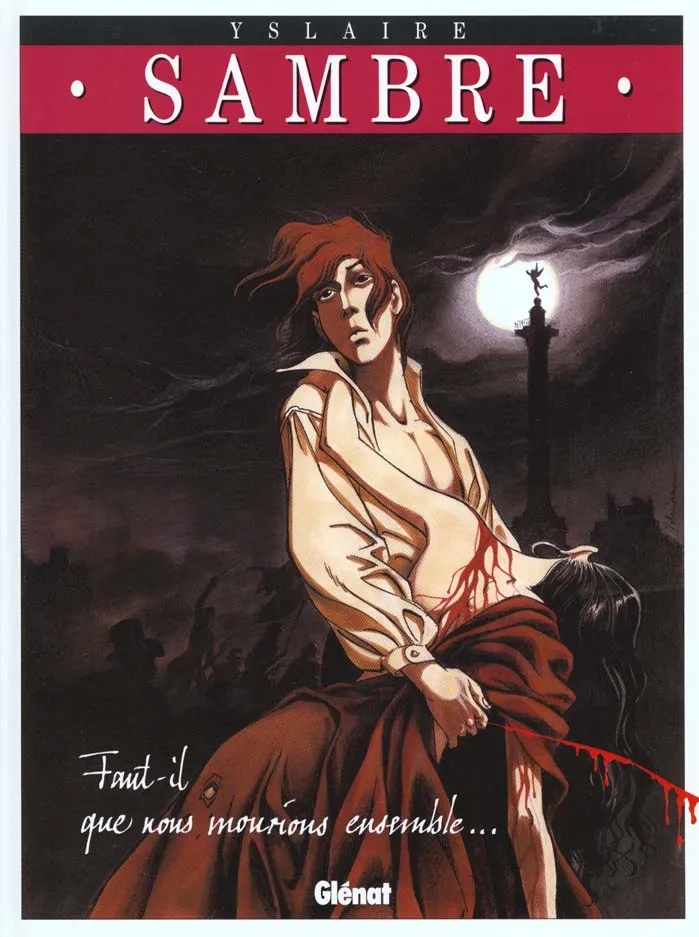 YSLAIRE
• SAMBRE •
Faut-il
que nous mourions ensemble...
Glénat